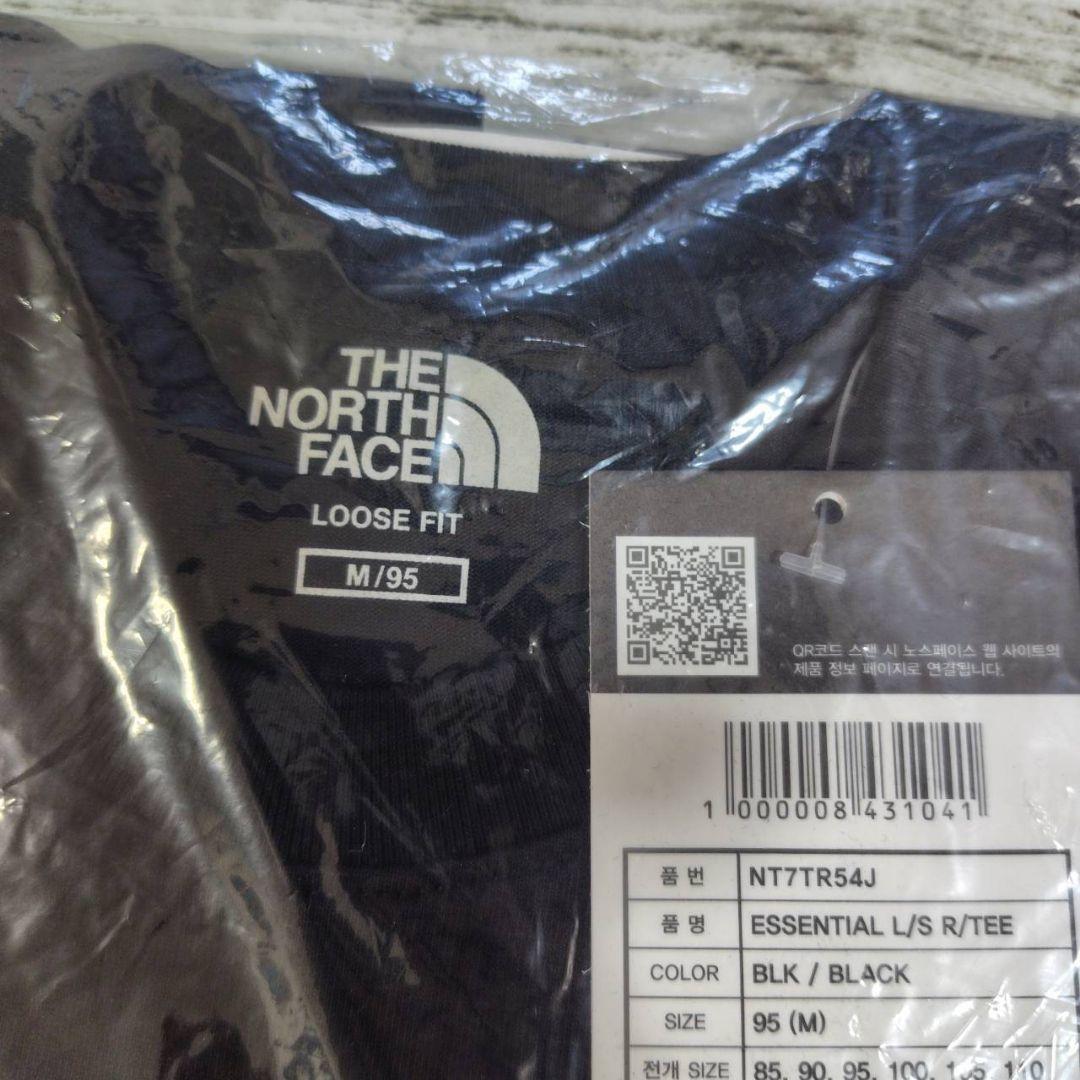 THE
NORTH
FACE
LOOSE FIT
M/95
QR코드 스캔 시 노스페이스 웹 사이트의
제품 정보 페이지로 연결됩니다.
1 000008 431041
품 번 NT7TR54J
품 명 ESSENTIAL L/S R/TEE
COLOR BLK / BLACK
SIZE 95 (M)
전개 SIZE 85, 90, 95, 100, 105, 110